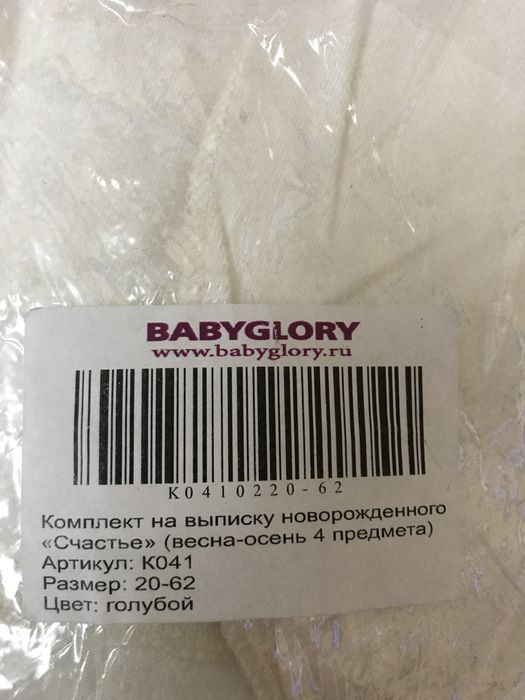 BABYGLORY
www.babyglory.ru
K0410220-62
Комплект на выписку новорожденного
«Счастье» (весна-осень 4 предмета)
Артикул: К041
Размер: 20-62
Цвет: голубой